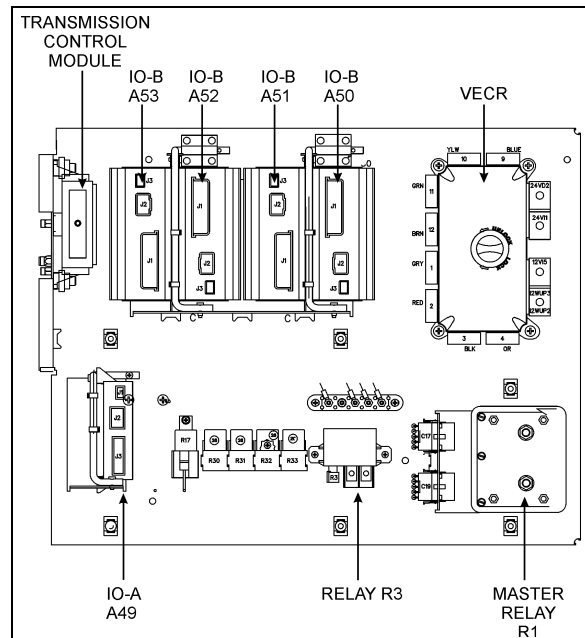 TRANSMISSION
CONTROL
MODULE
IO-B
A53
IO-B
A52
IO-B
A51
IO-B
A50
VECR
YLW
10
9
BLUE
GRN
11
BRN
12
GRY
1
RED
2
3
BLK
4
OR
UNLOCK
LOCK
24VD2
24VI1
12VI5
12WUP3
12WUP2
J3
J2
J1
J1
J2
J3
J3
J2
J1
J1
J2
J3
C
C
J1
J2
J3
R17
R30
R31
R32
R33
R3
C17
C19
IO-A
A49
RELAY R3
MASTER
RELAY
R1